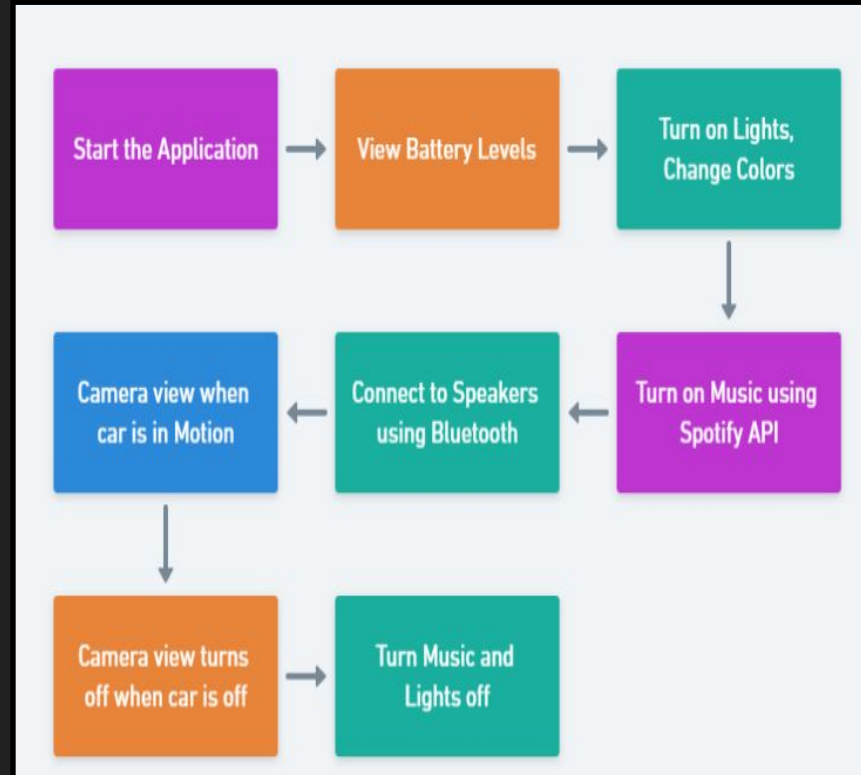 Start the Application
View Battery Levels
Turn on Lights,
Change Colors
Turn on Music using
Spotify API
Connect to Speakers
using Bluetooth
Camera view when
car is in Motion
Camera view turns
off when car is off
Turn Music and
Lights off